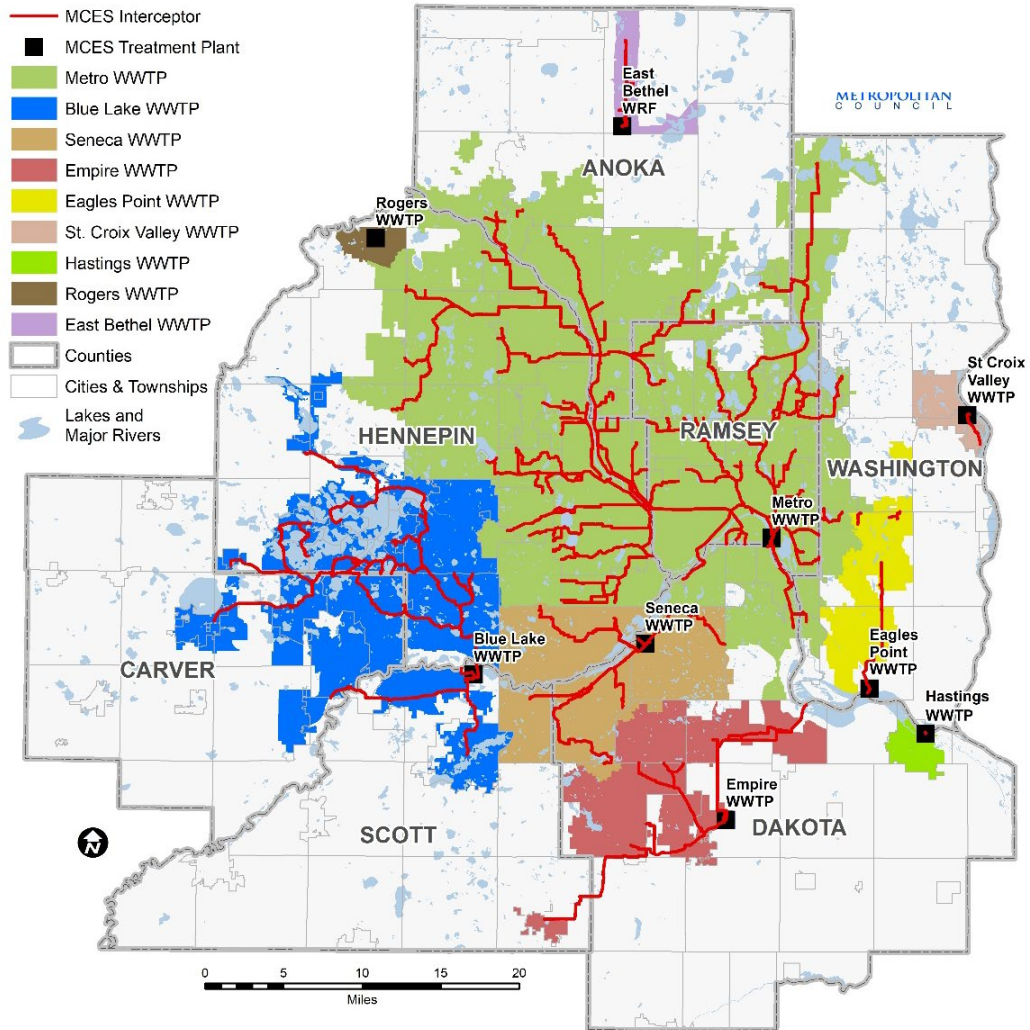 MCES Interceptor
MCES Treatment Plant
Metro WWTP
Blue Lake WWTP
Seneca WWTP
Empire WWTP
Eagles Point WWTP
St. Croix Valley WWTP
Hastings WWTP
Rogers WWTP
East Bethel WWTP
Counties
Cities & Townships
Lakes and
Major Rivers
METROPOLITAN
COUNCIL
East
Bethel
WRF
ANOKA
Rogers
WWTP
St Croix
Valley
WWTP
HENNEPIN
RAMSEY
WASHINGTON
Metro
WWTP
Seneca
WWTP
Blue Lake
WWTP
Eagles
Point
WWTP
CARVER
Hastings
WWTP
Empire
WWTP
SCOTT
DAKOTA
N
0 5 10 15 20
Miles